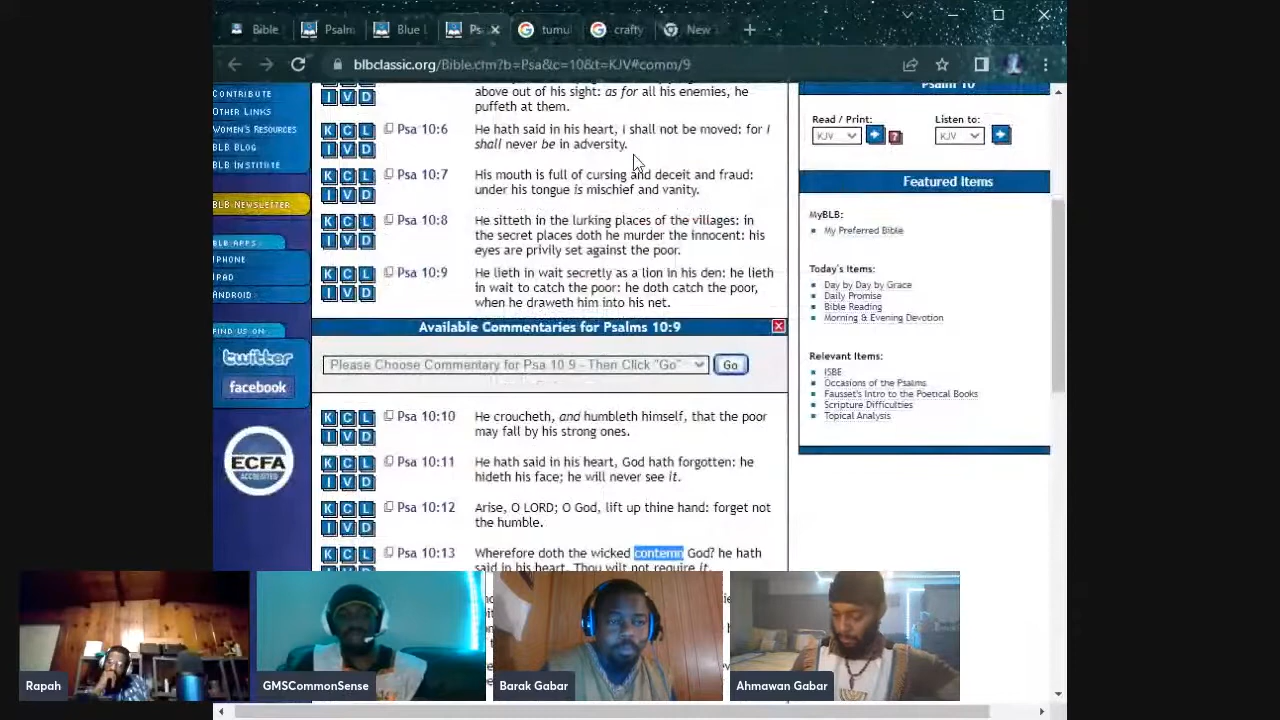 Bible
Psalm
Blue L
Ps
tumul
crafty
New
blbclassic.org/Bible.cfm?b=Psa&c=10&t=KJV#comm/9
CONTRIBUTE
OTHER LINKS
WOMEN'S RESOURCES
BLB BLOG
BLB INSTITUTE
BLB NEWSLETTER
BLB APPS
IPHONE
IPAD
ANDROID
FIND US ON
twitter
facebook
ECFA
ACCREDITED
above out of his sight: as for all his enemies, he
I V D
puffeth at them.
K C L Psa 10:6 He hath said in his heart, I shall not be moved: for I
I V D shall never be in adversity.
K C L Psa 10:7 His mouth is full of cursing and deceit and fraud:
I V D under his tongue is mischief and vanity.
K C L Psa 10:8 He sitteth in the lurking places of the villages: in
I V D the secret places doth he murder the innocent: his
eyes are privily set against the poor.
K C L Psa 10:9 He lieth in wait secretly as a lion in his den: he lieth
I V D in wait to catch the poor: he doth catch the poor,
when he draweth him into his net.
Available Commentaries for Psalms 10:9
Please Choose Commentary for Psa 10 9 - Then Click "Go" Go
K C L Psa 10:10 He croucheth, and humbleth himself, that the poor
I V D may fall by his strong ones.
K C L Psa 10:11 He hath said in his heart, God hath forgotten: he
I V D hideth his face; he will never see it.
K C L Psa 10:12 Arise, O LORD; O God, lift up thine hand: forget not
I V D the humble.
K C L Psa 10:13 Wherefore doth the wicked contemn God? he hath
said in his heart, Thou wilt not require it.
Psalm 10
Read / Print: Listen to:
KJV ? KJV
Featured Items
MyBLB:
My Preferred Bible
Today's Items:
Day by Day by Grace
Daily Promise
Bible Reading
Morning & Evening Devotion
Relevant Items:
ISBE
Occasions of the Psalms
Fausset's Intro to the Poetical Books
Scripture Difficulties
Topical Analysis
Rapah
GMSCommonSense
Barak Gabar
Ahmawan Gabar